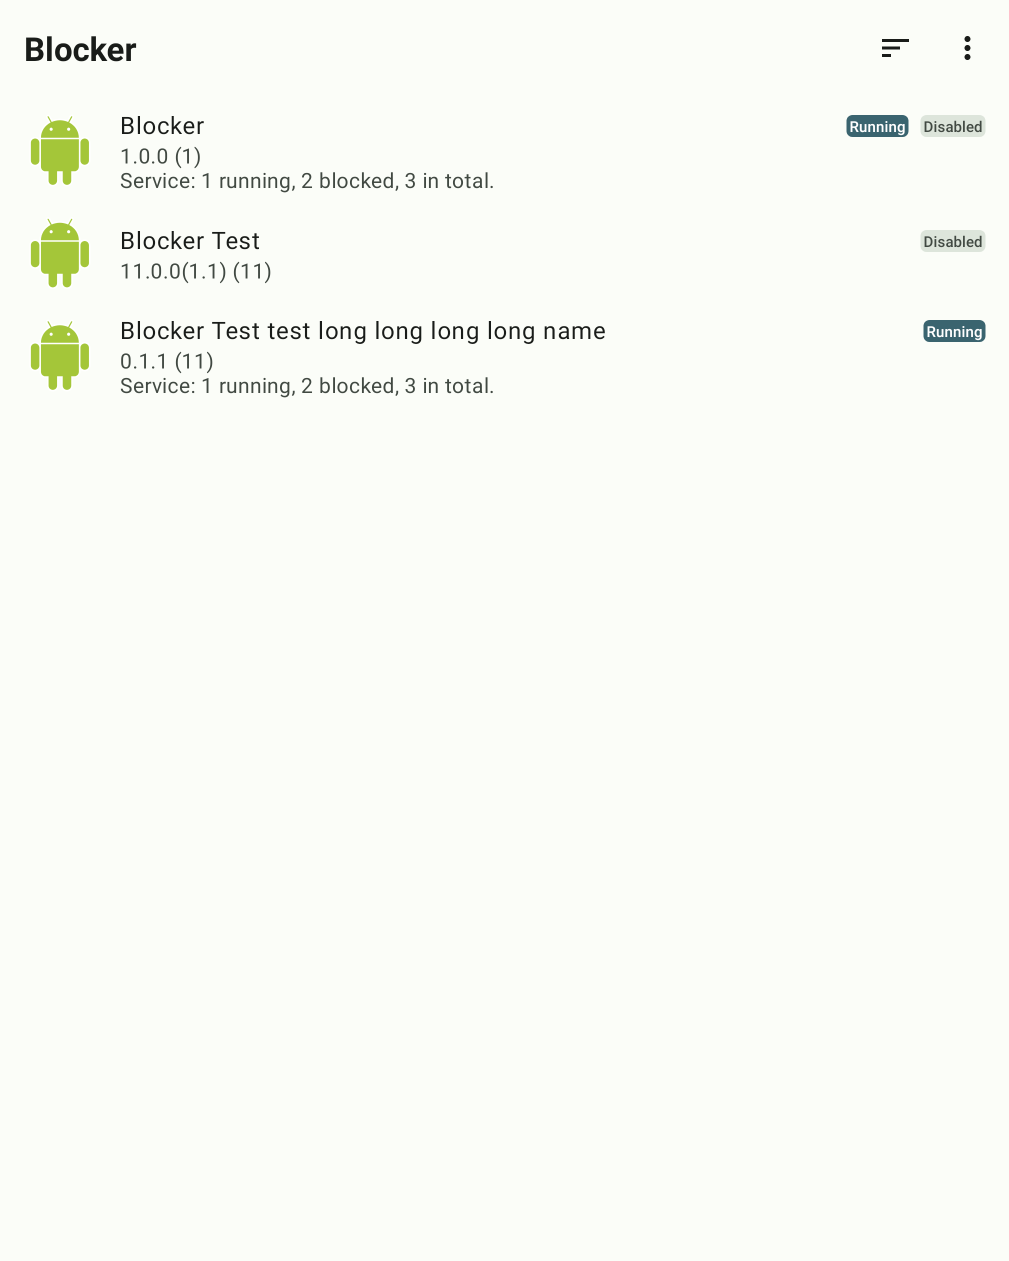 Blocker
Blocker Running Disabled
1.0.0 (1)
Service: 1 running, 2 blocked, 3 in total.
Blocker Test Disabled
11.0.0(1.1) (11)
Blocker Test test long long long long name Running
0.1.1 (11)
Service: 1 running, 2 blocked, 3 in total.